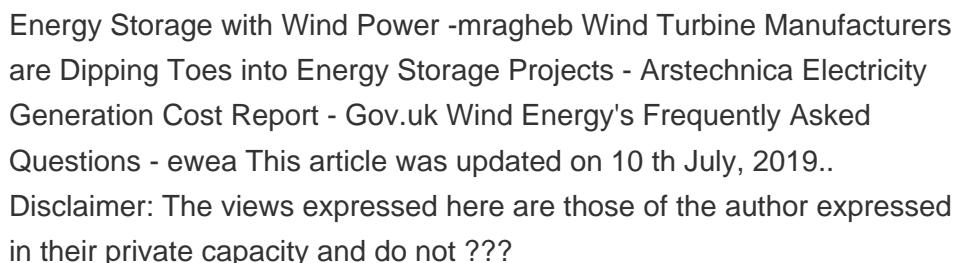 Energy Storage with Wind Power -mragheb Wind Turbine Manufacturers
are Dipping Toes into Energy Storage Projects - Arstechnica Electricity
Generation Cost Report - Gov.uk Wind Energy's Frequently Asked
Questions - ewea This article was updated on 10 th July, 2019..
Disclaimer: The views expressed here are those of the author expressed
in their private capacity and do not ???